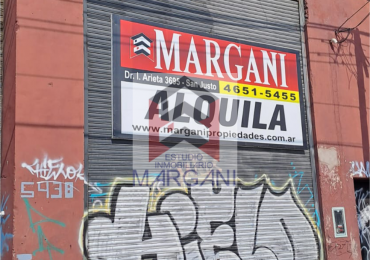 MARGANI
Dr. I. Arieta 3695 - San Justo
4651-5455
ALQUILA
www.marganipropiedades.com.ar
ESTUDIO
INMOBILIARIO
MARGANI
5938